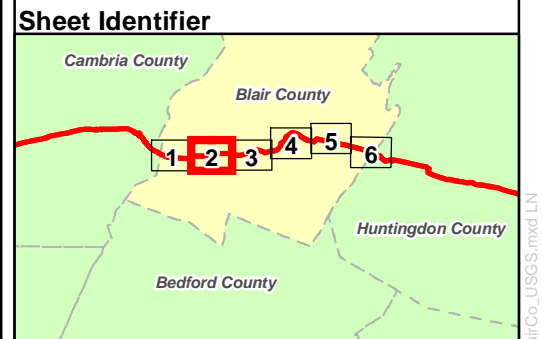 Sheet Identifier
Cambria County
Blair County
1 2 3 4 5 6
Huntingdon County
Bedford County
irCo_USGS.mxd LN